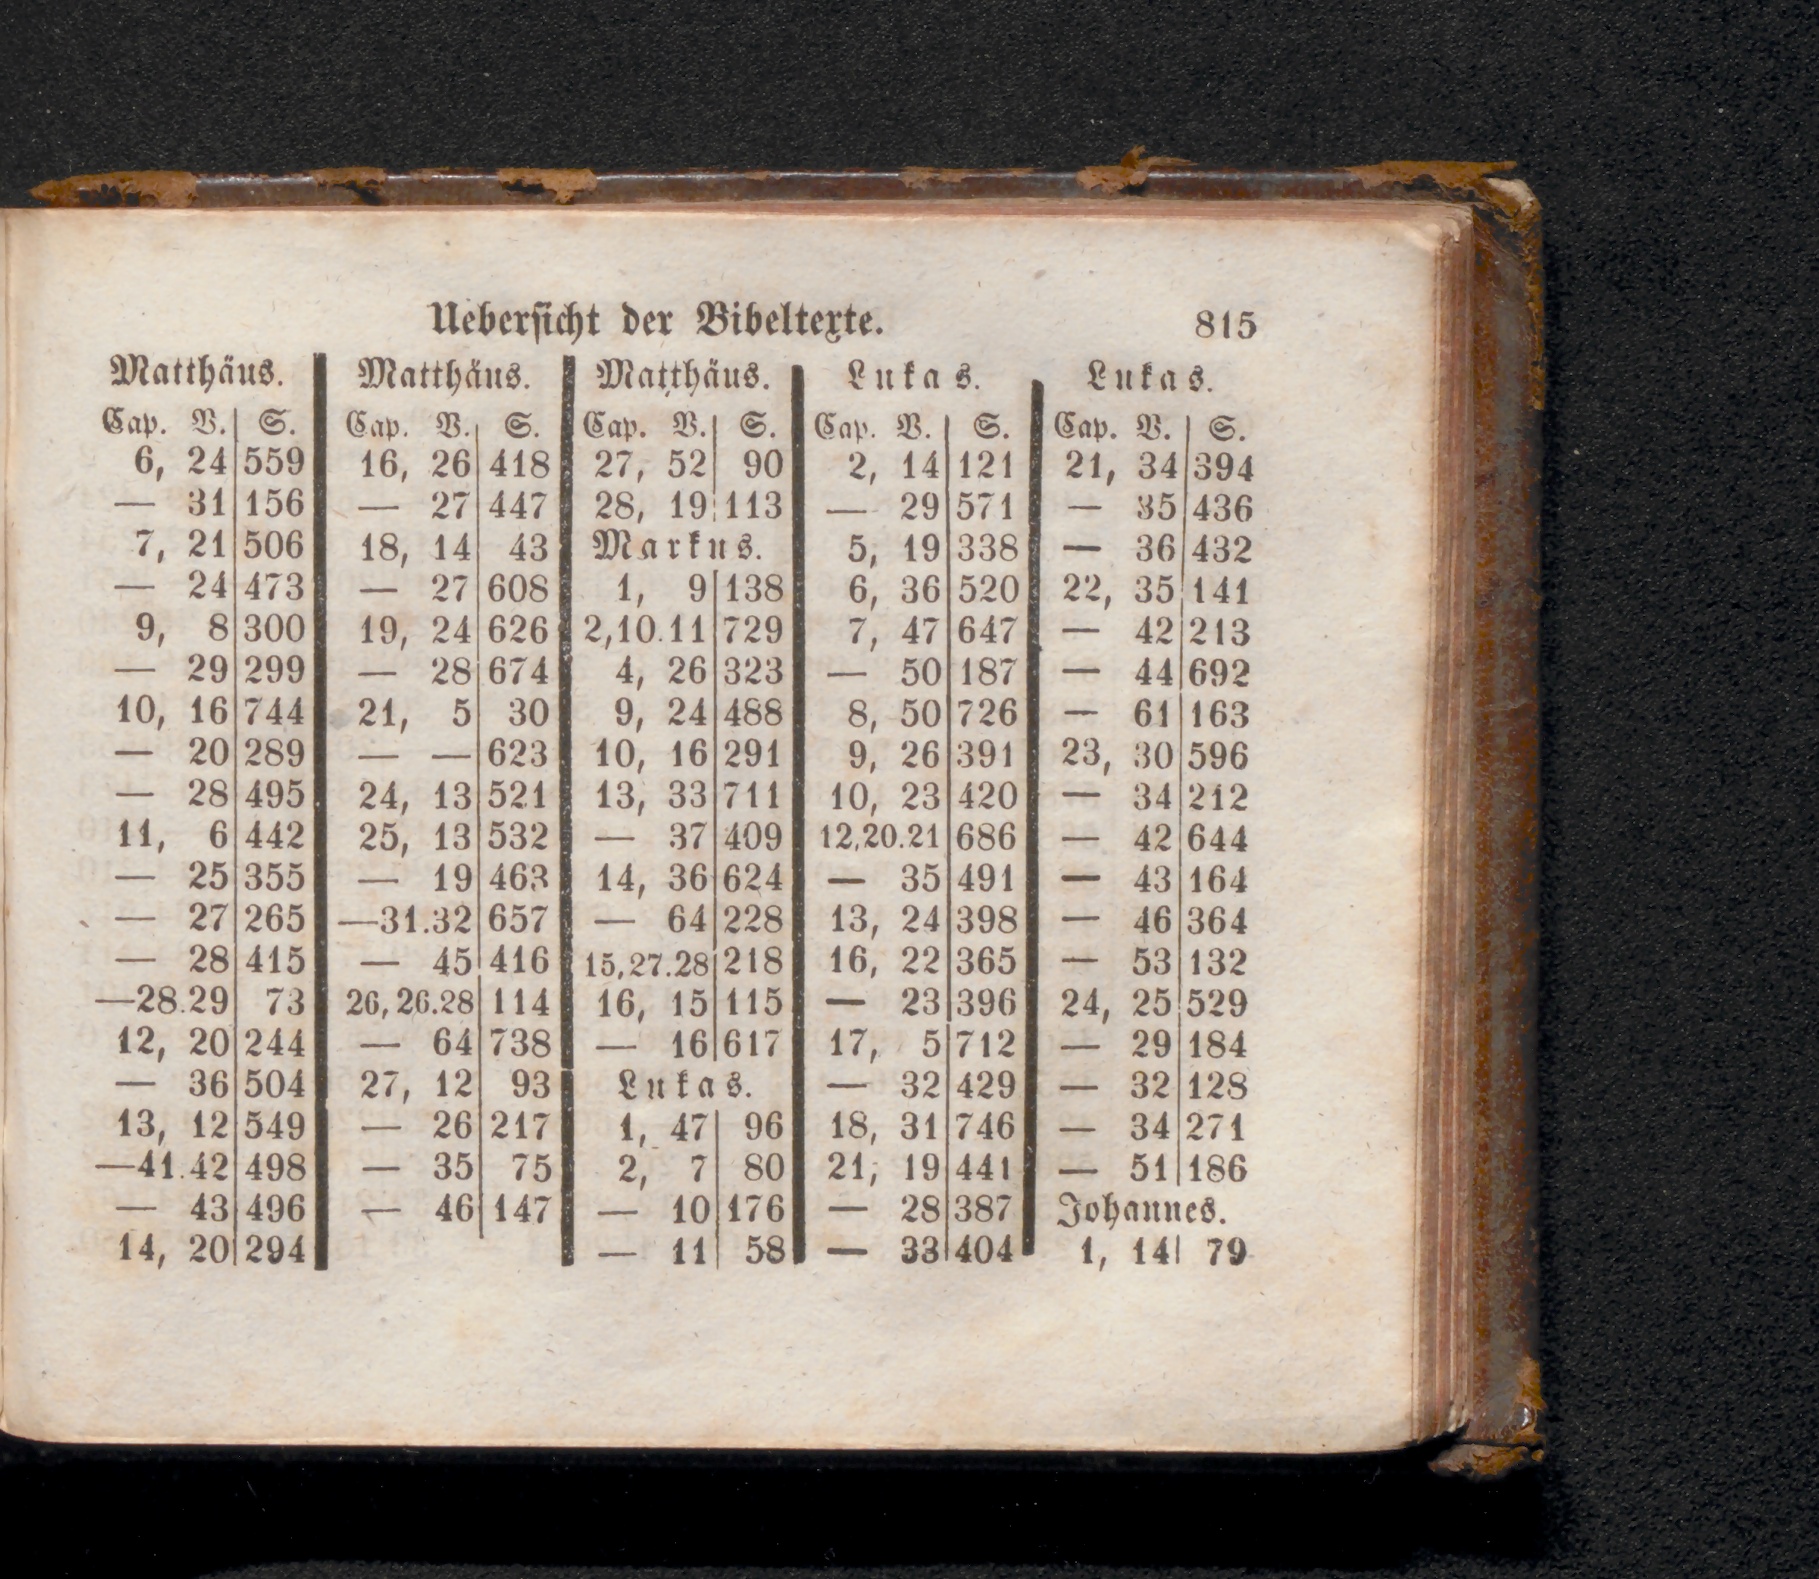 Uebersicht der Bibeltexte. 815
Matthäus.
Cap. V. S.
6, 24 559
— 31 156
7, 21 506
— 24 473
9, 8 300
— 29 299
10, 16 744
— 20 289
— 28 495
11, 6 442
— 25 355
— 27 265
— 28 415
—28.29 73
12, 20 244
— 36 504
13, 12 549
—41.42 498
— 43 496
14, 20 294
Matthäus.
Cap. V. S.
16, 26 418
— 27 447
18, 14 43
— 27 608
19, 24 626
— 28 674
21, 5 30
— — 623
24, 13 521
25, 13 532
— 19 463
—31.32 657
— 45 416
26,26.28 114
— 64 738
27, 12 93
— 26 217
— 35 75
— 46 147
Matthäus.
Cap. V. S.
27, 52 90
28, 19 113
Markus.
1, 9 138
2,10.11 729
4, 26 323
9, 24 488
10, 16 291
13, 33 711
— 37 409
14, 36 624
— 64 228
15,27.28 218
16, 15 115
— 16 617
Lukas.
1, 47 96
2, 7 80
— 10 176
— 11 58
Lukas.
Cap. V. S.
2, 14 121
— 29 571
5, 19 338
6, 36 520
7, 47 647
— 50 187
8, 50 726
9, 26 391
10, 23 420
12,20.21 686
— 35 491
13, 24 398
16, 22 365
— 23 396
17, 5 712
— 32 429
18, 31 746
21, 19 441
— 28 387
— 33 404
Lukas.
Cap. V. S.
21, 34 394
— 35 436
— 36 432
22, 35 141
— 42 213
— 44 692
— 61 163
23, 30 596
— 34 212
— 42 644
— 43 164
— 46 364
— 53 132
24, 25 529
— 29 184
— 32 128
— 34 271
— 51 186
Johannes.
1, 14 79